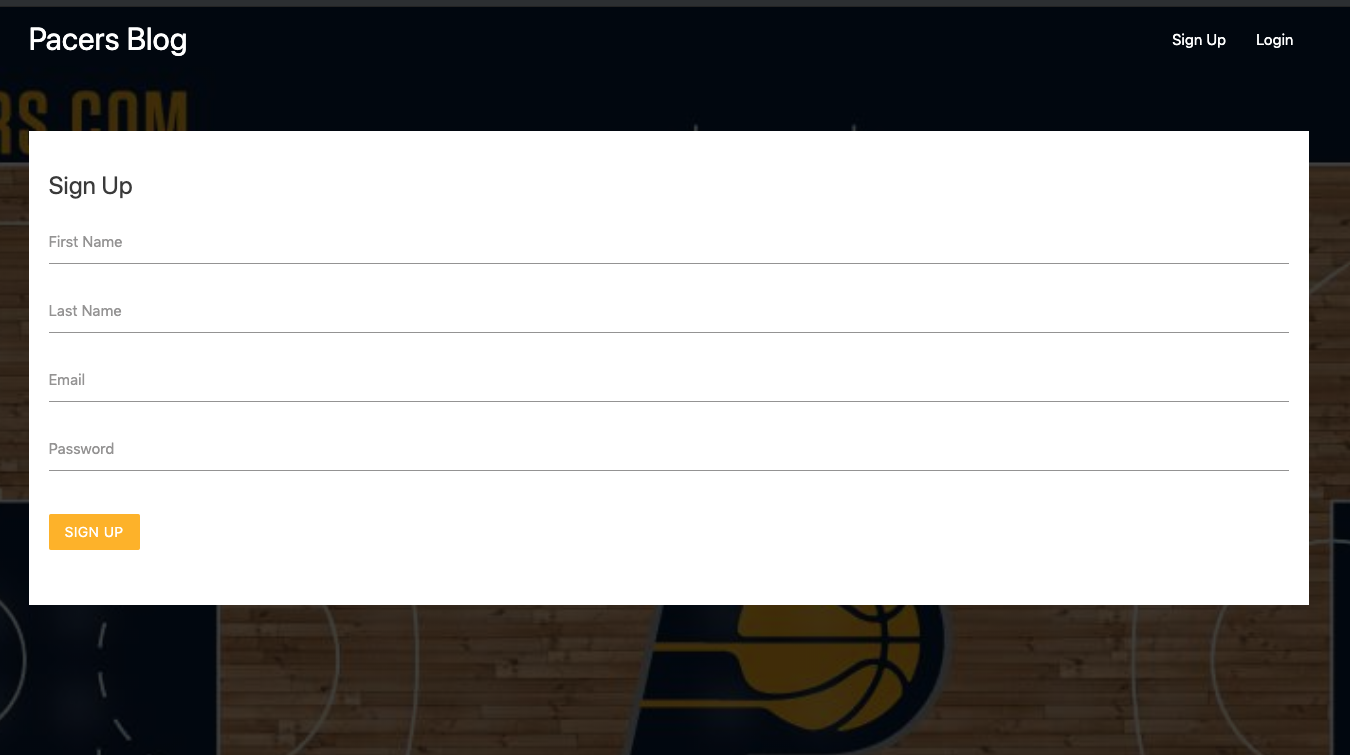 Pacers Blog
Sign Up
Login
RS.COM
Sign Up
First Name
Last Name
Email
Password
SIGN UP